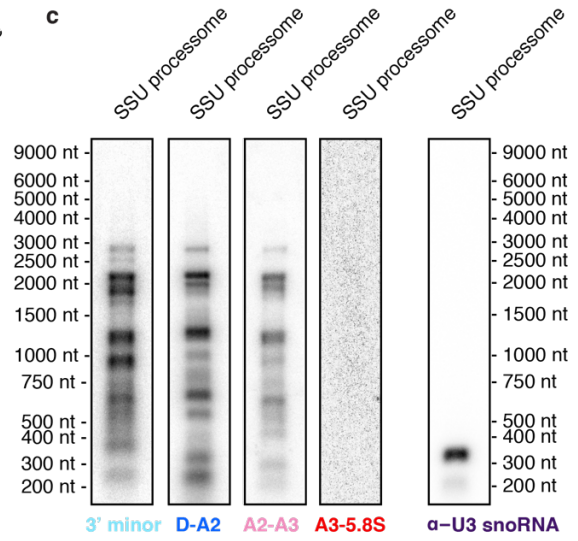 c
SSU processome
SSU processome
SSU processome
SSU processome
SSU processome
9000 nt -
6000 nt -
5000 nt -
4000 nt -
3000 nt -
2500 nt -
2000 nt -
1500 nt -
1000 nt -
750 nt -
500 nt -
400 nt -
300 nt -
200 nt -
- 9000 nt
- 6000 nt
- 5000 nt
- 4000 nt
- 3000 nt
- 2500 nt
- 2000 nt
- 1500 nt
- 1000 nt
- 750 nt
- 500 nt
- 400 nt
- 300 nt
- 200 nt
3' minor
D-A2
A2-A3
A3-5.8S
α–U3 snoRNA